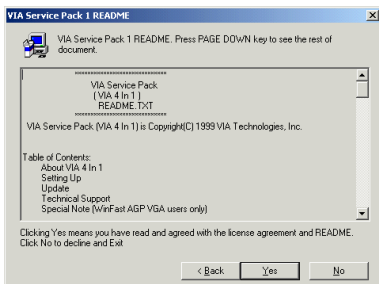 VIA Service Pack 1 README
VIA Service Pack 1 README. Press PAGE DOWN key to see the rest of
document.
==============================
VIA Service Pack
( VIA 4 In 1 )
README.TXT
==============================
VIA Service Pack (VIA 4 In 1) is Copyright(C) 1999 VIA Technologies, Inc.
Table of Contents:
About VIA 4 In 1
Setting Up
Update
Technical Support
Special Note (WinFast AGP VGA users only)
Clicking Yes means you have read and agreed with the license agreement and README.
Click No to decline and Exit
< Back
Yes
No